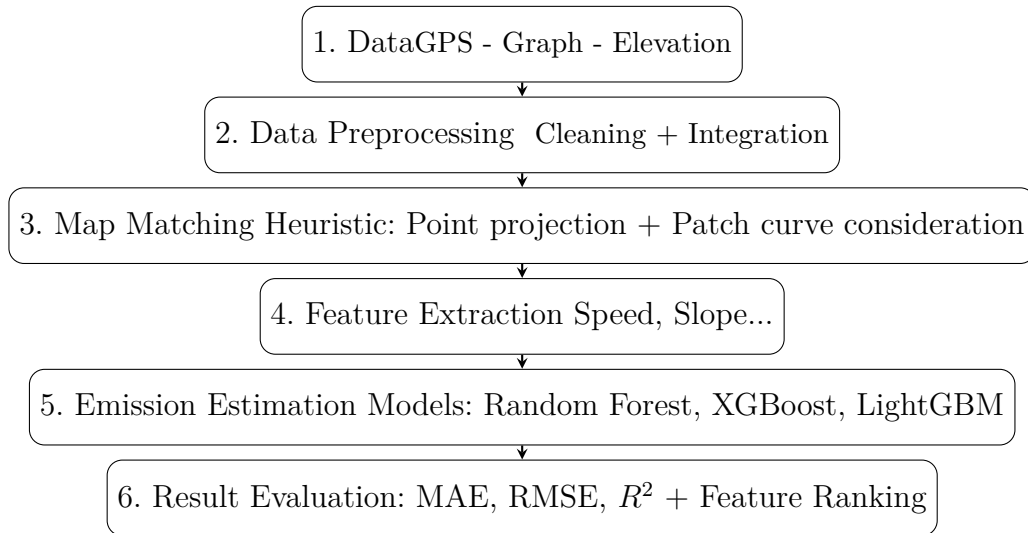 1. DataGPS - Graph - Elevation
2. Data Preprocessing Cleaning + Integration
3. Map Matching Heuristic: Point projection + Patch curve consideration
4. Feature Extraction Speed, Slope...
5. Emission Estimation Models: Random Forest, XGBoost, LightGBM
6. Result Evaluation: MAE, RMSE, R² + Feature Ranking